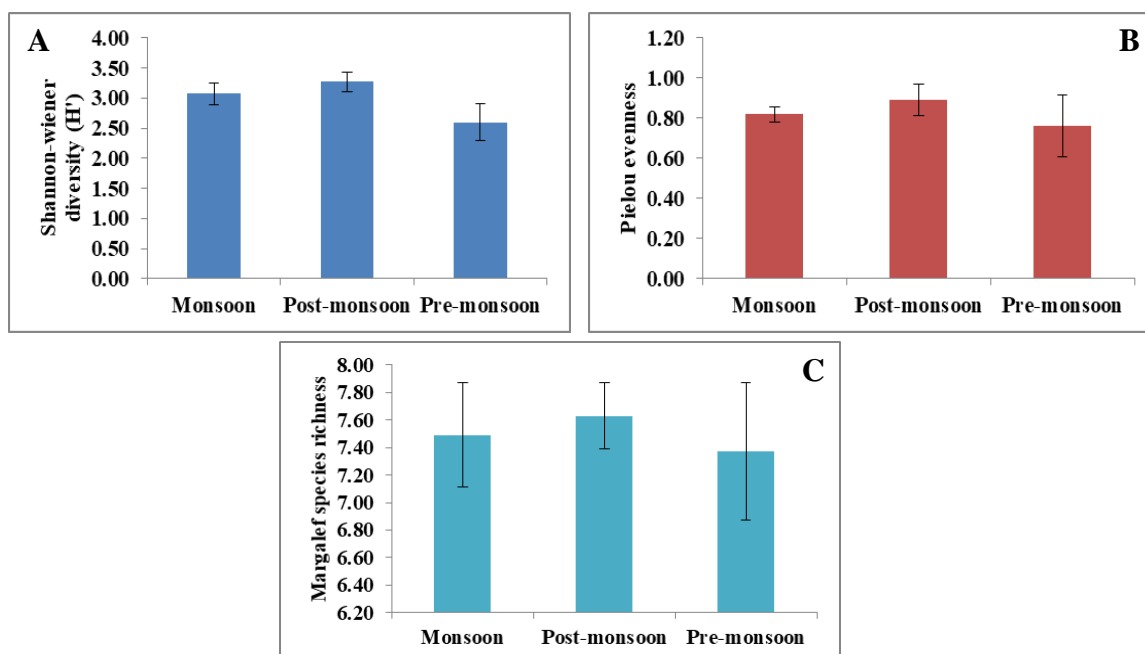 A
Shannon-wiener
diversity (H')
4.00
3.50
3.00
2.50
2.00
1.50
1.00
0.50
0.00
Monsoon Post-monsoon Pre-monsoon
B
Pielou evenness
1.20
1.00
0.80
0.60
0.40
0.20
0.00
Monsoon Post-monsoon Pre-monsoon
C
Margalef species richness
8.00
7.80
7.60
7.40
7.20
7.00
6.80
6.60
6.40
6.20
Monsoon Post-monsoon Pre-monsoon